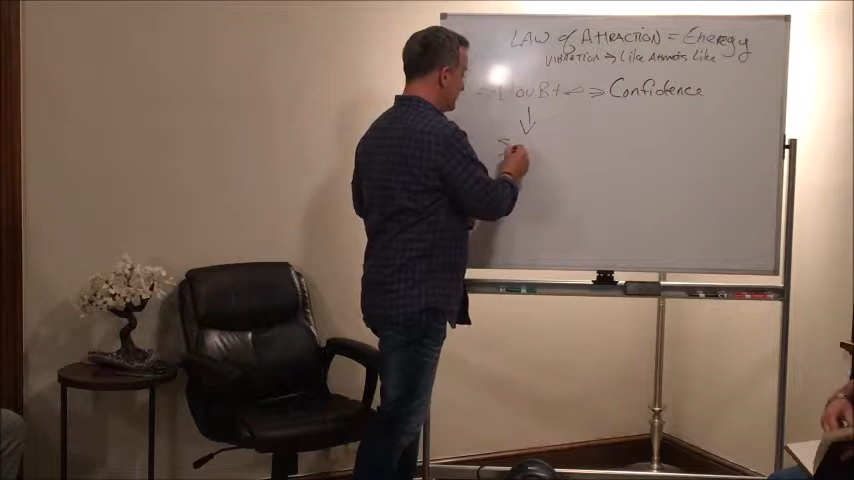 LAW of ATTRACTION = Energy
VIBRATION → Like Attracts Like
DouBt ⇐⇒ Confidence
↓